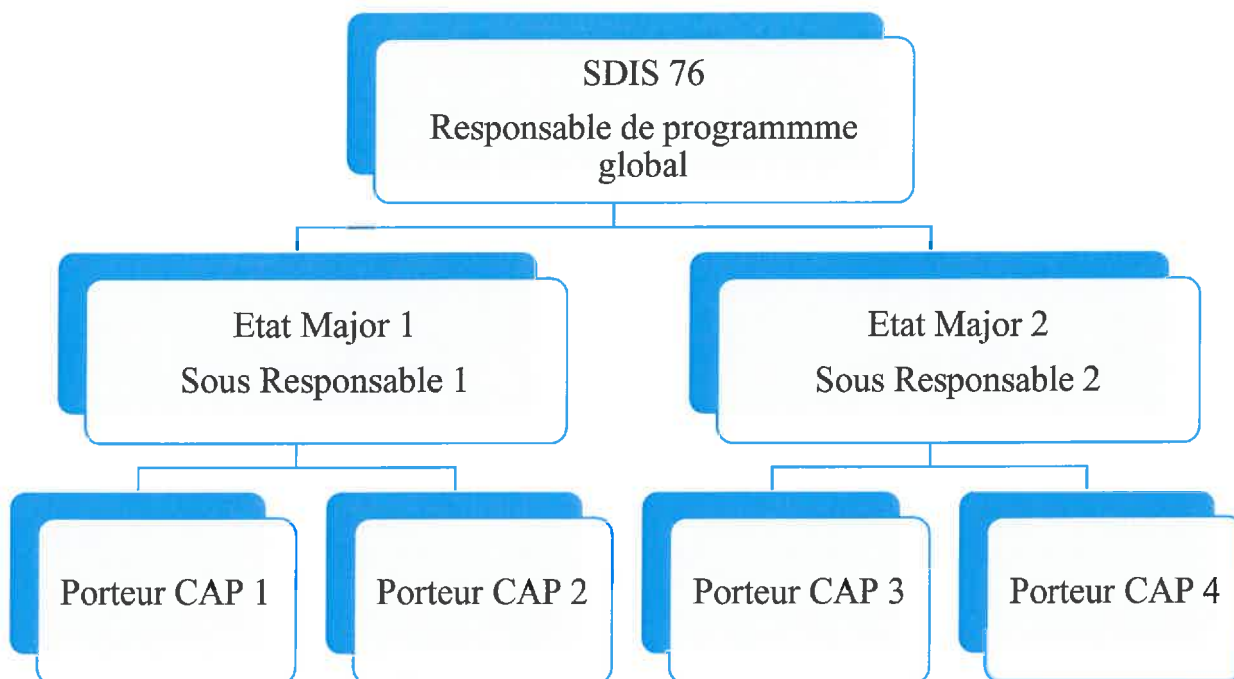 SDIS 76
Responsable de programmme
global
Etat Major 1
Sous Responsable 1
Etat Major 2
Sous Responsable 2
Porteur CAP 1
Porteur CAP 2
Porteur CAP 3
Porteur CAP 4